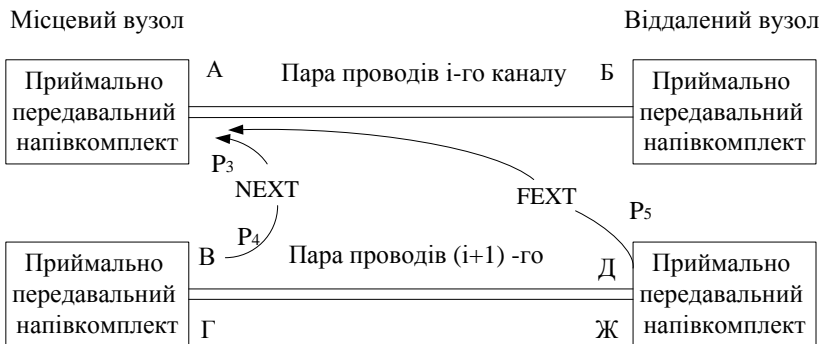 Місцевий вузол Віддалений вузол
А Пара проводів і-го каналу Б
Приймально передавальний напівкомплект
Приймально передавальний напівкомплект
P3
NEXT
FEXT
P4
P5
В Пара проводів (і+1) -го Д
Приймально передавальний напівкомплект
Приймально передавальний напівкомплект
Г Ж